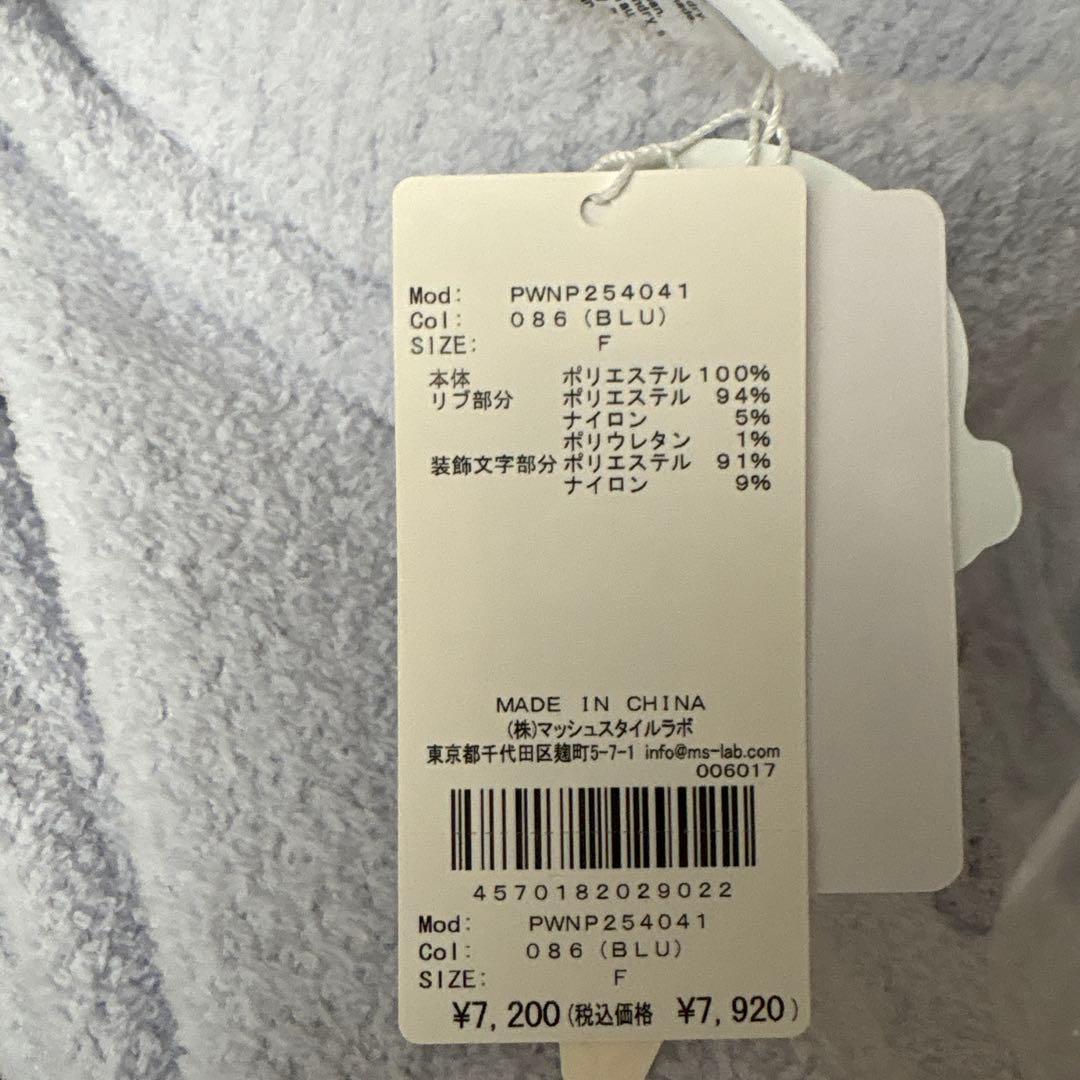 Mod: PWNP254041
Col: 086(BLU)
SIZE: F
本体 ポリエステル 100%
リブ部分 ポリエステル 94%
ナイロン 5%
ポリウレタン 1%
装飾文字部分 ポリエステル 91%
ナイロン 9%
MADE IN CHINA
(株)マッシュスタイルラボ
東京都千代田区麹町5-7-1 info@ms-lab.com
006017
4570182029022
Mod: PWNP254041
Col: 086(BLU)
SIZE: F
¥7,200(税込価格 ¥7,920)